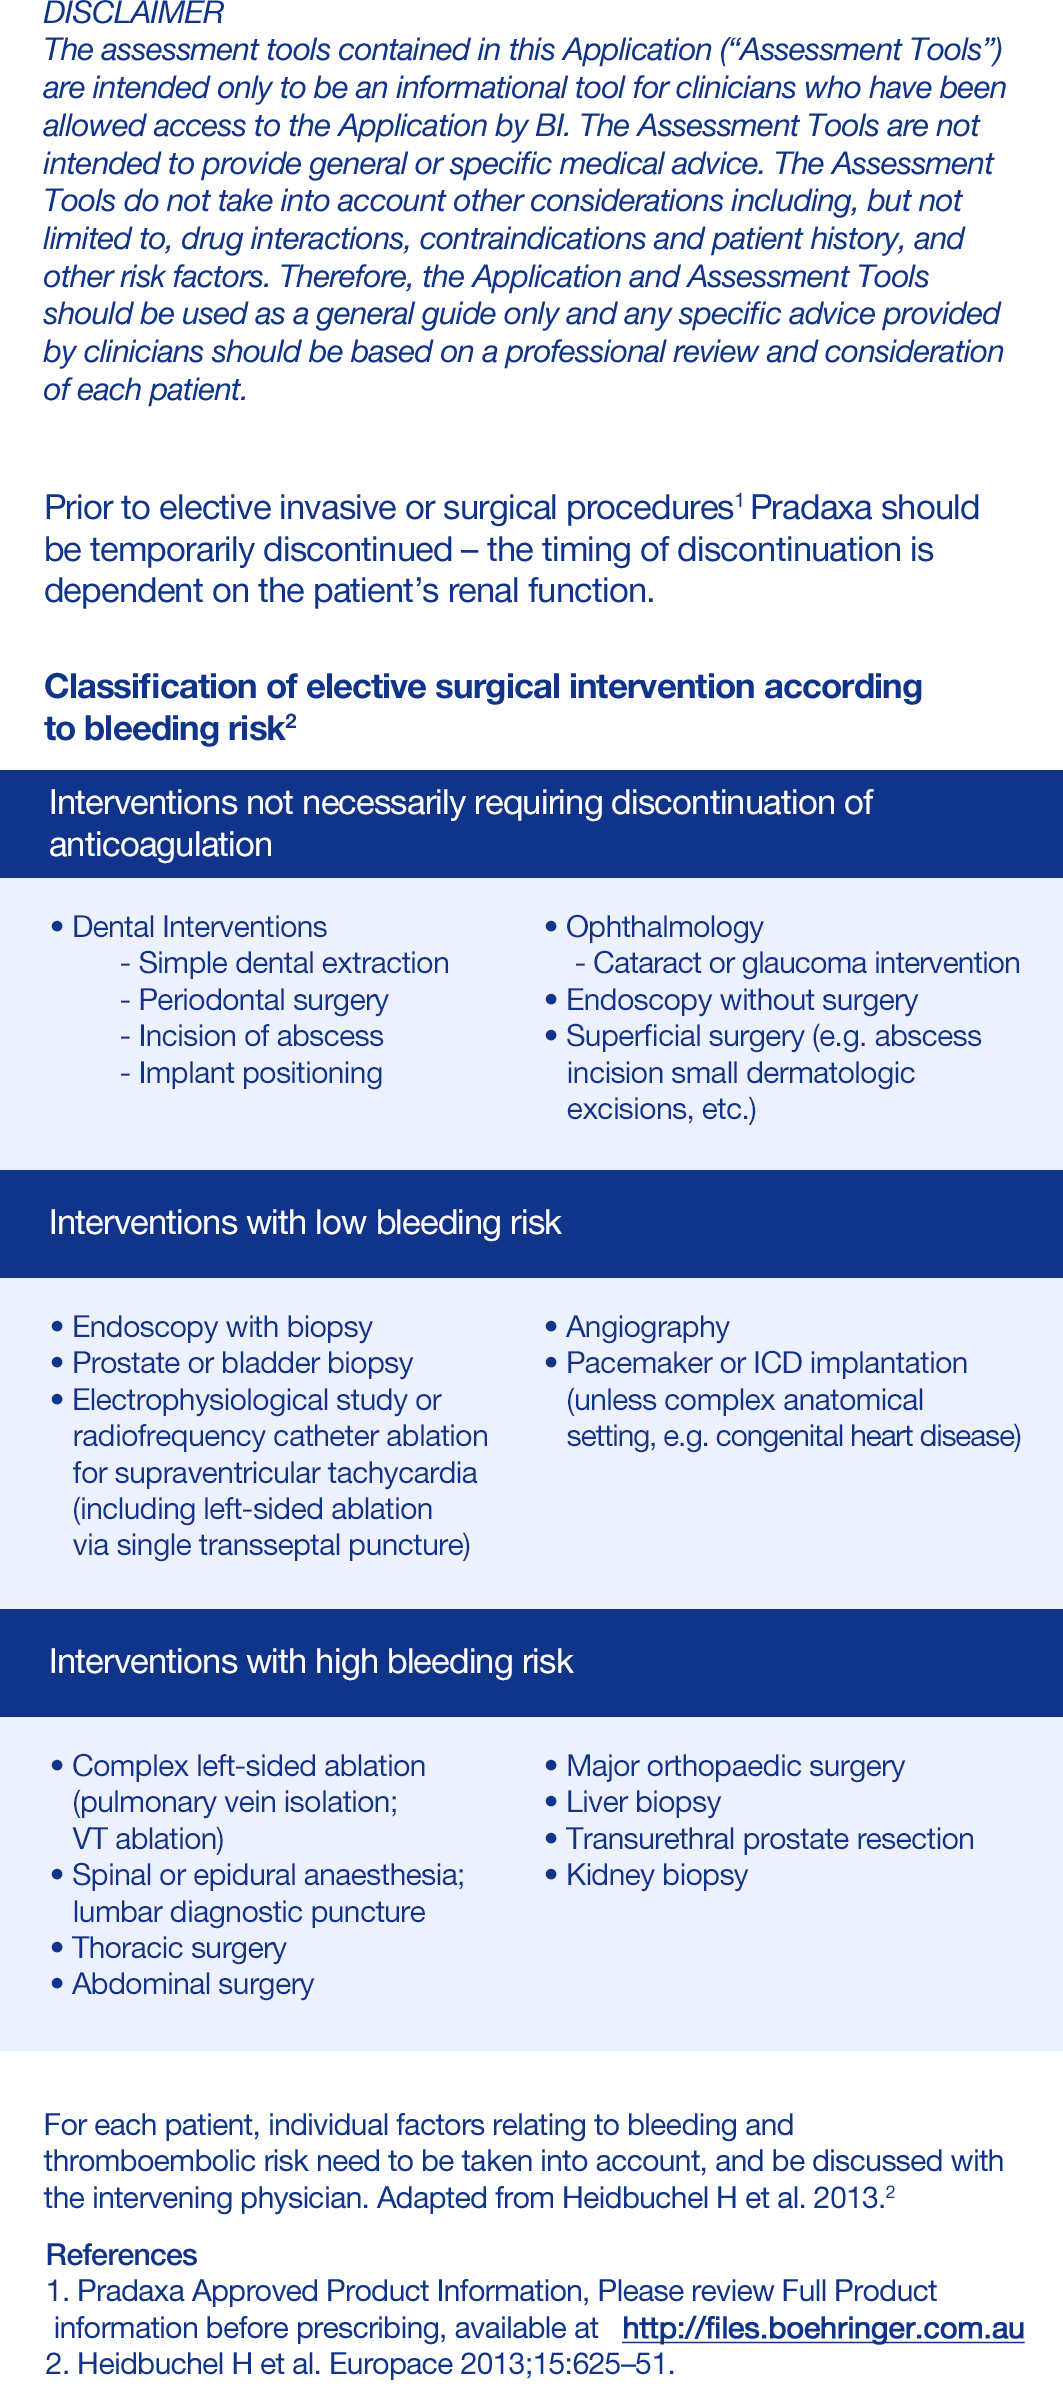 DISCLAIMER
The assessment tools contained in this Application (“Assessment Tools”)
are intended only to be an informational tool for clinicians who have been
allowed access to the Application by BI. The Assessment Tools are not
intended to provide general or specific medical advice. The Assessment
Tools do not take into account other considerations including, but not
limited to, drug interactions, contraindications and patient history, and
other risk factors. Therefore, the Application and Assessment Tools
should be used as a general guide only and any specific advice provided
by clinicians should be based on a professional review and consideration
of each patient.
Prior to elective invasive or surgical procedures¹ Pradaxa should
be temporarily discontinued – the timing of discontinuation is
dependent on the patient’s renal function.
Classification of elective surgical intervention according
to bleeding risk²
Interventions not necessarily requiring discontinuation of
anticoagulation
• Dental Interventions
- Simple dental extraction
- Periodontal surgery
- Incision of abscess
- Implant positioning
• Ophthalmology
- Cataract or glaucoma intervention
• Endoscopy without surgery
• Superficial surgery (e.g. abscess
incision small dermatologic
excisions, etc.)
Interventions with low bleeding risk
• Endoscopy with biopsy
• Prostate or bladder biopsy
• Electrophysiological study or
radiofrequency catheter ablation
for supraventricular tachycardia
(including left-sided ablation
via single transseptal puncture)
• Angiography
• Pacemaker or ICD implantation
(unless complex anatomical
setting, e.g. congenital heart disease)
Interventions with high bleeding risk
• Complex left-sided ablation
(pulmonary vein isolation;
VT ablation)
• Spinal or epidural anaesthesia;
lumbar diagnostic puncture
• Thoracic surgery
• Abdominal surgery
• Major orthopaedic surgery
• Liver biopsy
• Transurethral prostate resection
• Kidney biopsy
For each patient, individual factors relating to bleeding and
thromboembolic risk need to be taken into account, and be discussed with
the intervening physician. Adapted from Heidbuchel H et al. 2013.²
References
1. Pradaxa Approved Product Information, Please review Full Product
information before prescribing, available at http://files.boehringer.com.au
2. Heidbuchel H et al. Europace 2013;15:625–51.